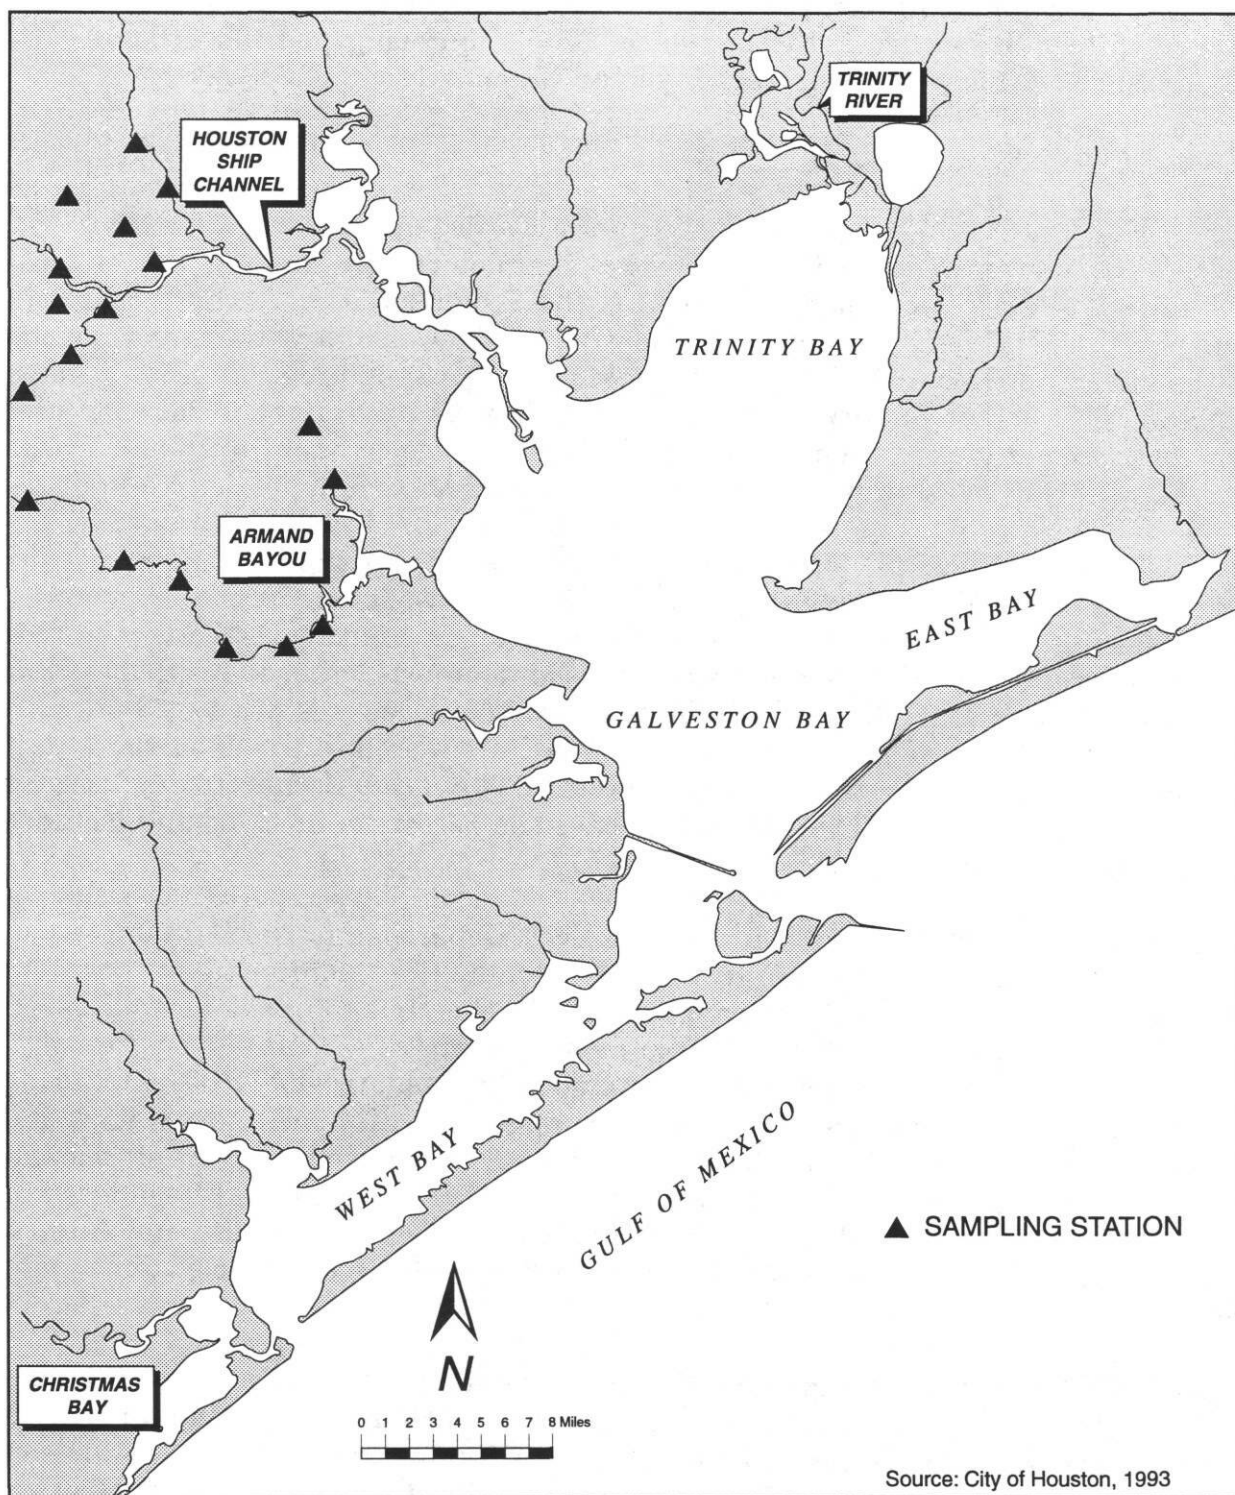 TRINITY
RIVER
HOUSTON
SHIP
CHANNEL
TRINITY BAY
ARMAND
BAYOU
EAST BAY
GALVESTON BAY
WEST BAY
GULF OF MEXICO
SAMPLING STATION
CHRISTMAS
BAY
N
0 1 2 3 4 5 6 7 8 Miles
Source: City of Houston, 1993